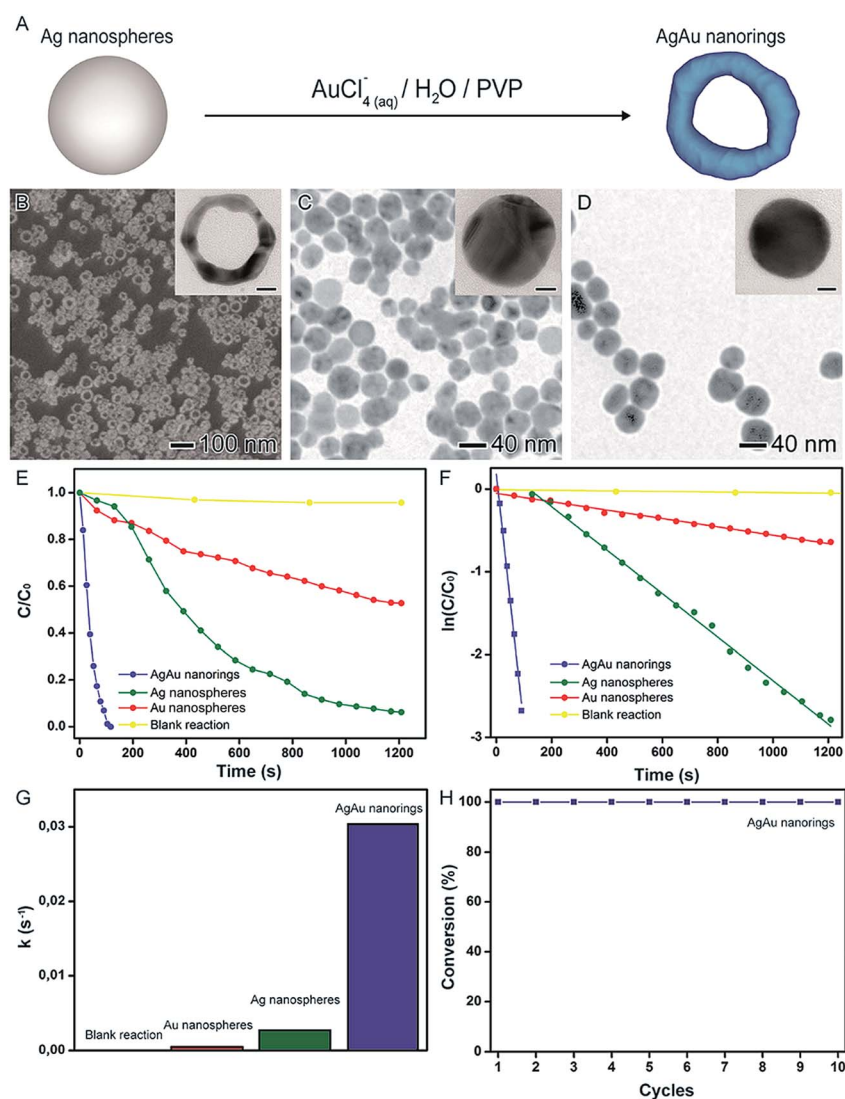 A
Ag nanospheres
AuCl₄⁻ (aq) / H₂O / PVP
AgAu nanorings
B
100 nm
C
40 nm
D
40 nm
E
1.0
0.8
0.6
0.4
0.2
0.0
C/C₀
AgAu nanorings
Ag nanospheres
Au nanospheres
Blank reaction
0 200 400 600 800 1000 1200
Time (s)
F
0
-1
-2
-3
ln(C/C₀)
AgAu nanorings
Ag nanospheres
Au nanospheres
Blank reaction
0 200 400 600 800 1000 1200
Time (s)
G
0,03
0,02
0,01
0,00
k (s⁻¹)
Blank reaction
Au nanospheres
Ag nanospheres
AgAu nanorings
H
100
80
60
40
20
0
Conversion (%)
AgAu nanorings
1 2 3 4 5 6 7 8 9 10
Cycles